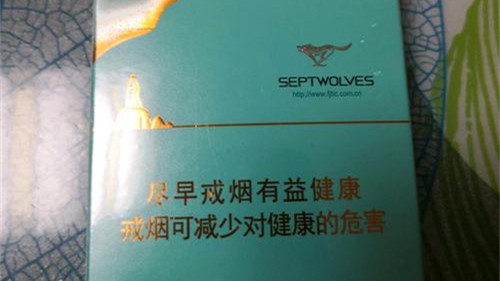 SEPTWOLVES
http://www.fjtic.com.cn
尽早戒烟有益健康
戒烟可减少对健康的危害